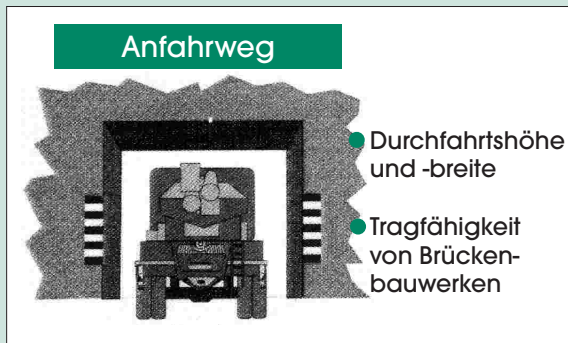 Anfahrweg
Durchfahrtshöhe
und -breite
Tragfähigkeit
von Brücken-
bauwerken